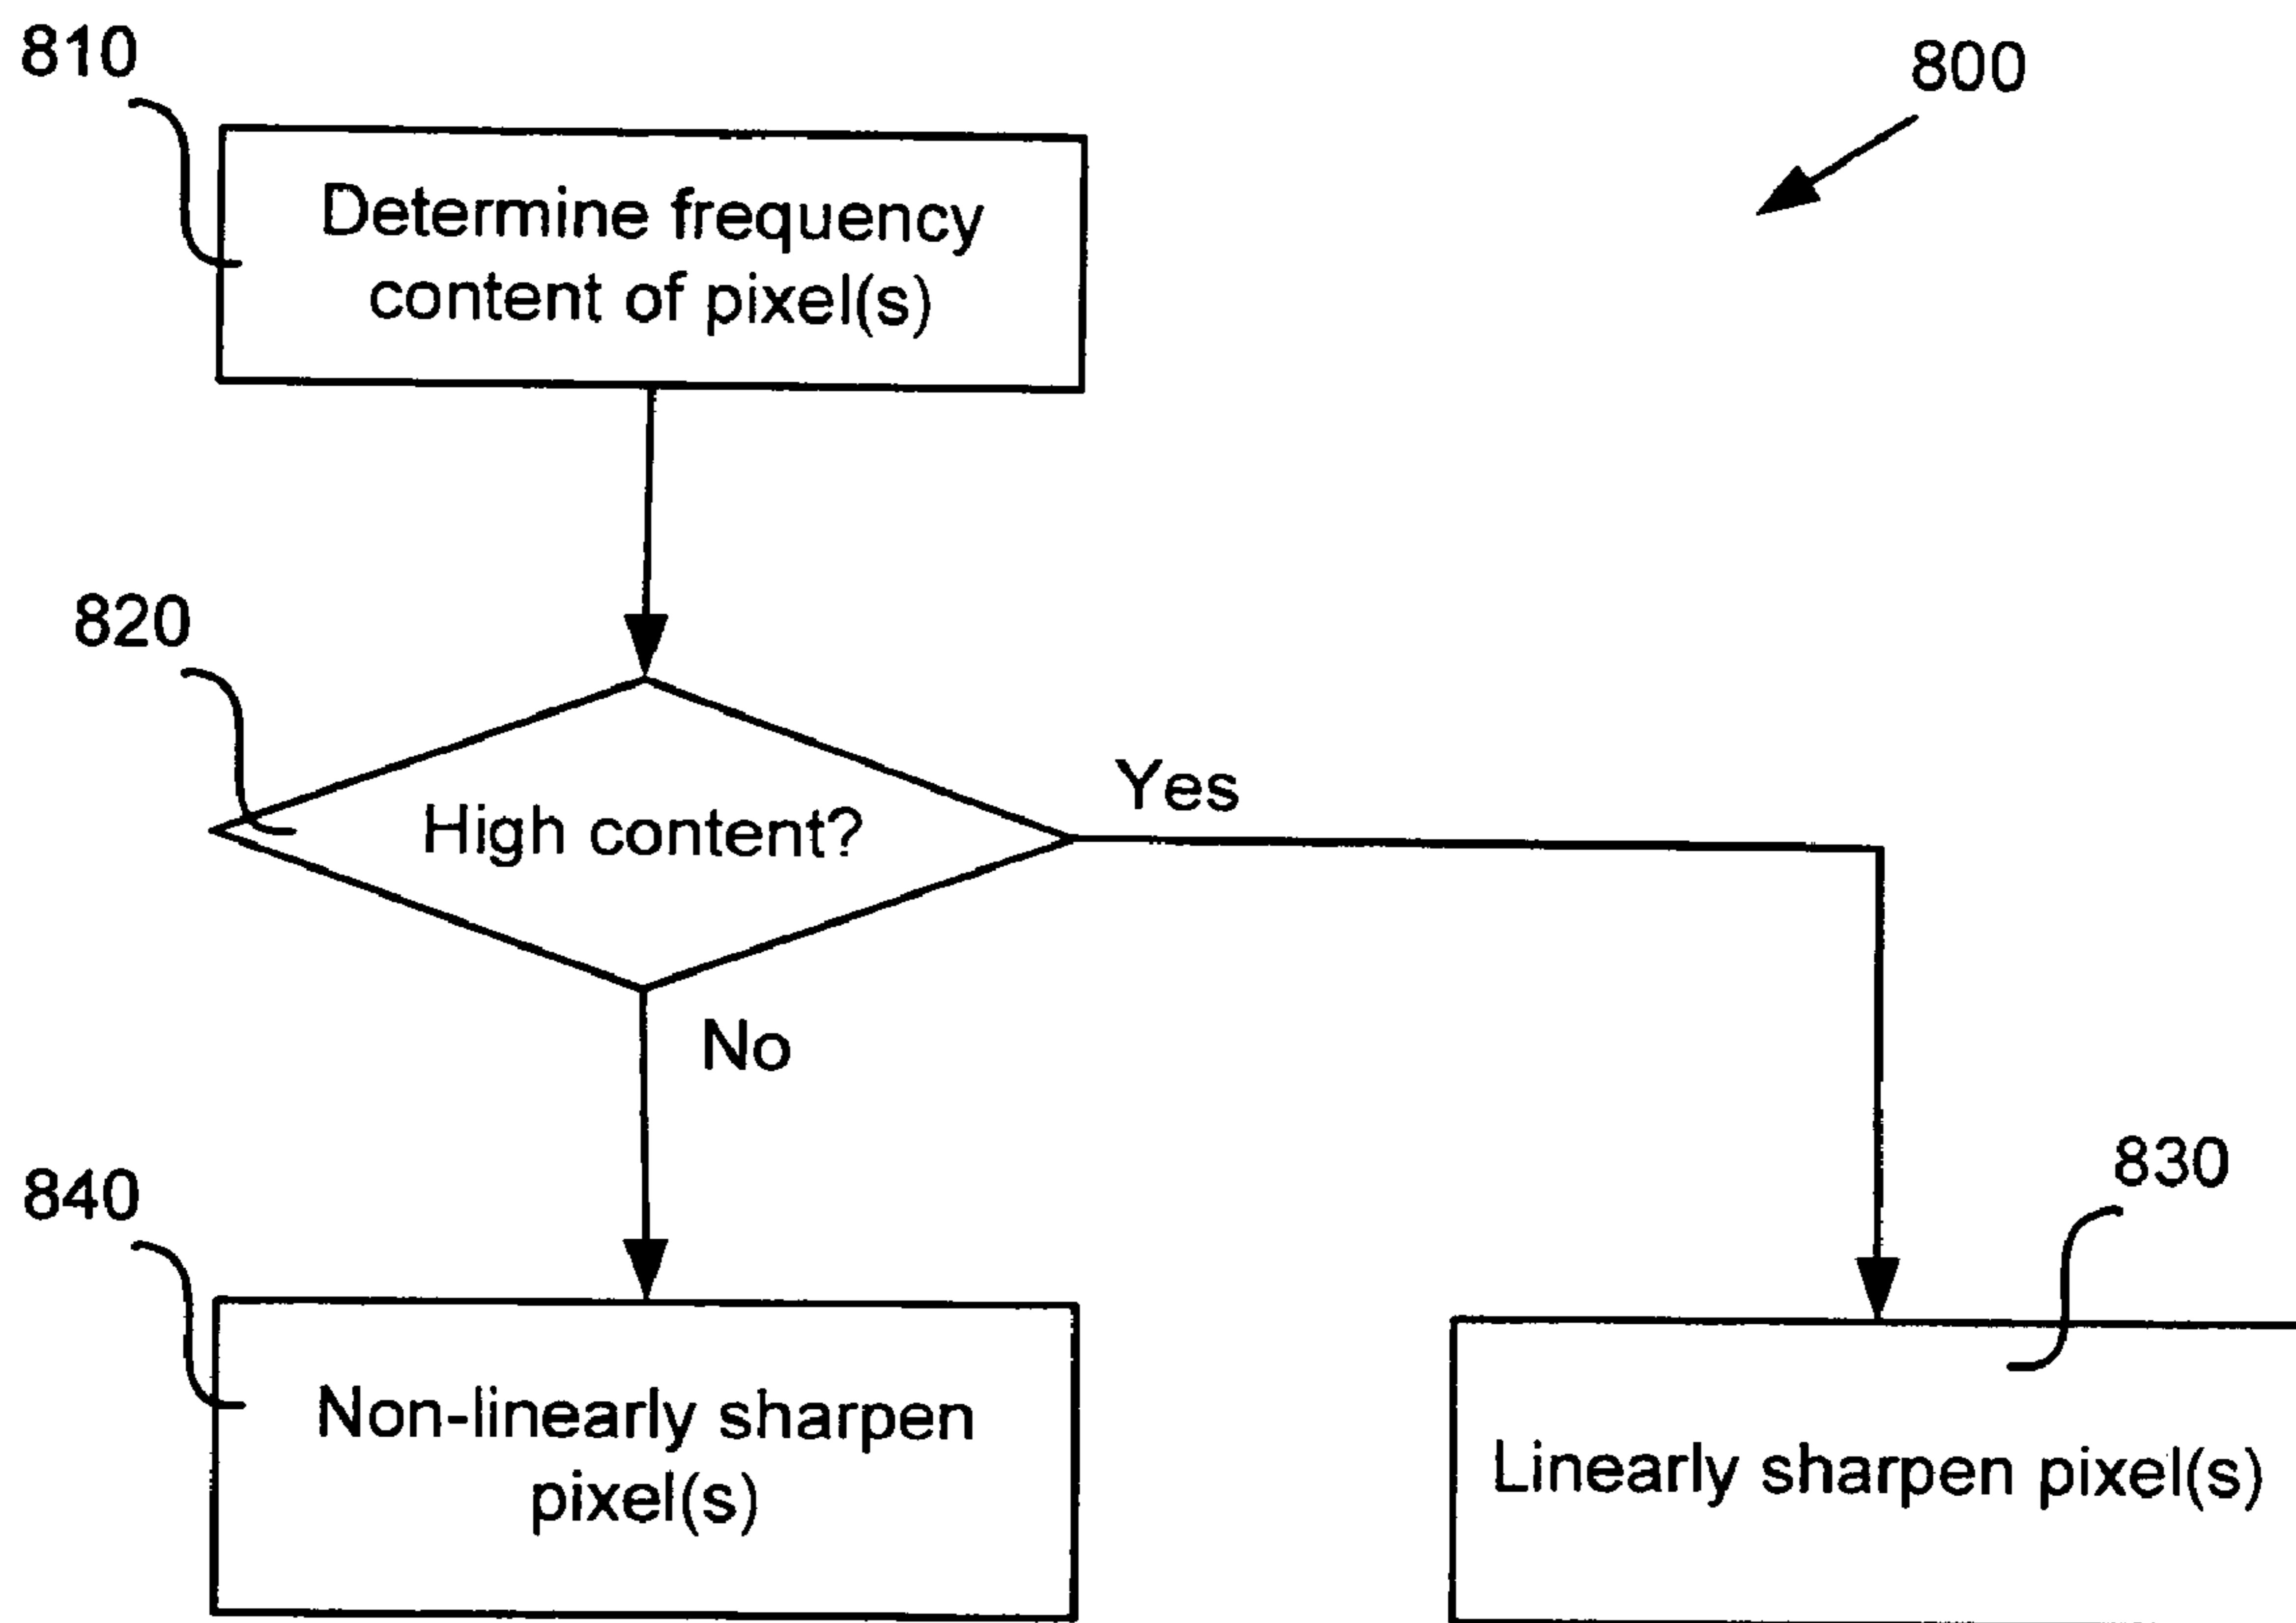 810
800
Determine frequency
content of pixel(s)
820
Yes
High content?
No
840
830
Non-linearly sharpen
pixel(s)
Linearly sharpen pixel(s)